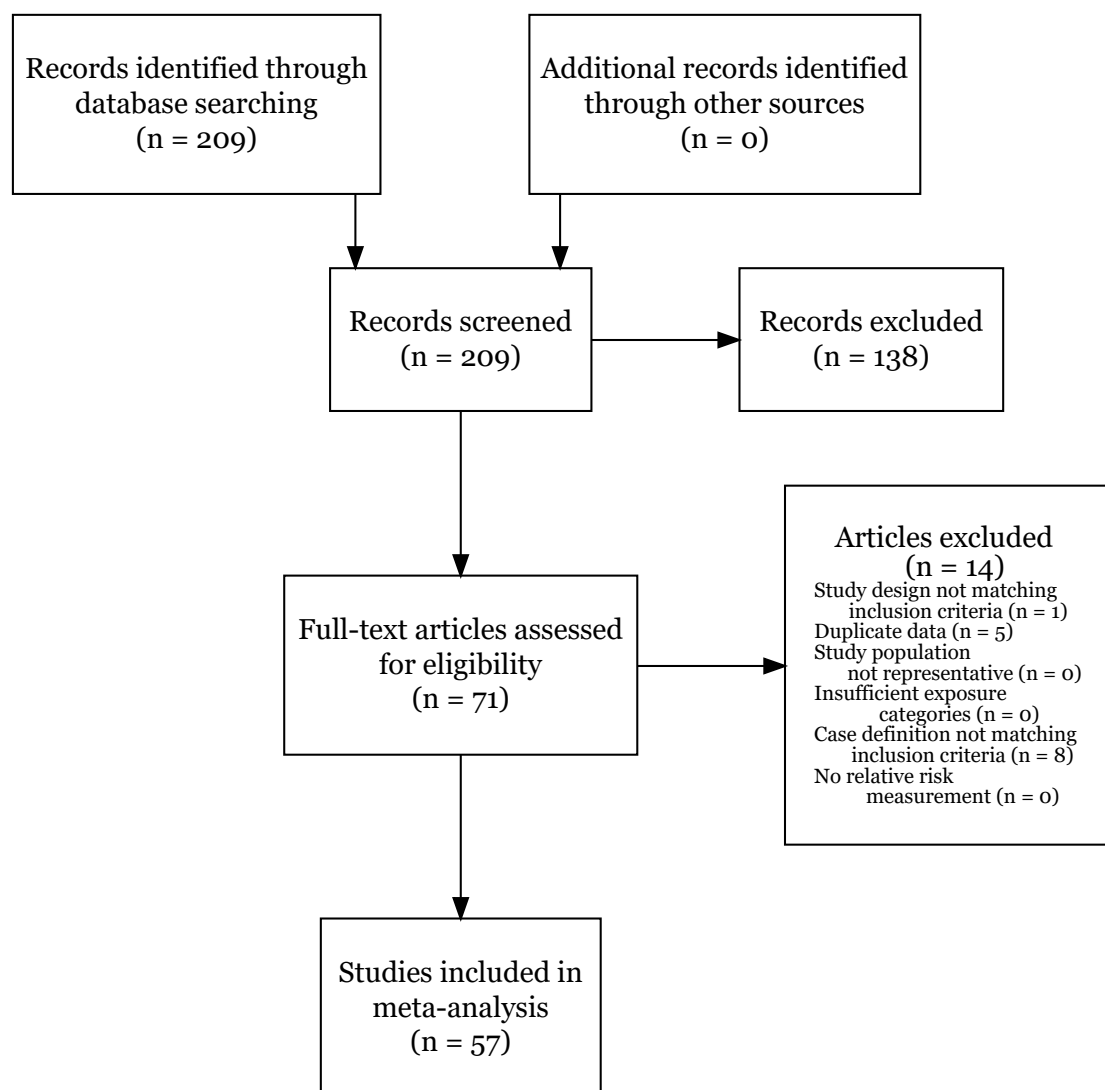 Records identified through
database searching
(n = 209)
Additional records identified
through other sources
(n = 0)
Records screened
(n = 209)
Records excluded
(n = 138)
Full-text articles assessed
for eligibility
(n = 71)
Articles excluded
(n = 14)
Study design not matching
inclusion criteria (n = 1)
Duplicate data (n = 5)
Study population
not representative (n = 0)
Insufficient exposure
categories (n = 0)
Case definition not matching
inclusion criteria (n = 8)
No relative risk
measurement (n = 0)
Studies included in
meta-analysis
(n = 57)